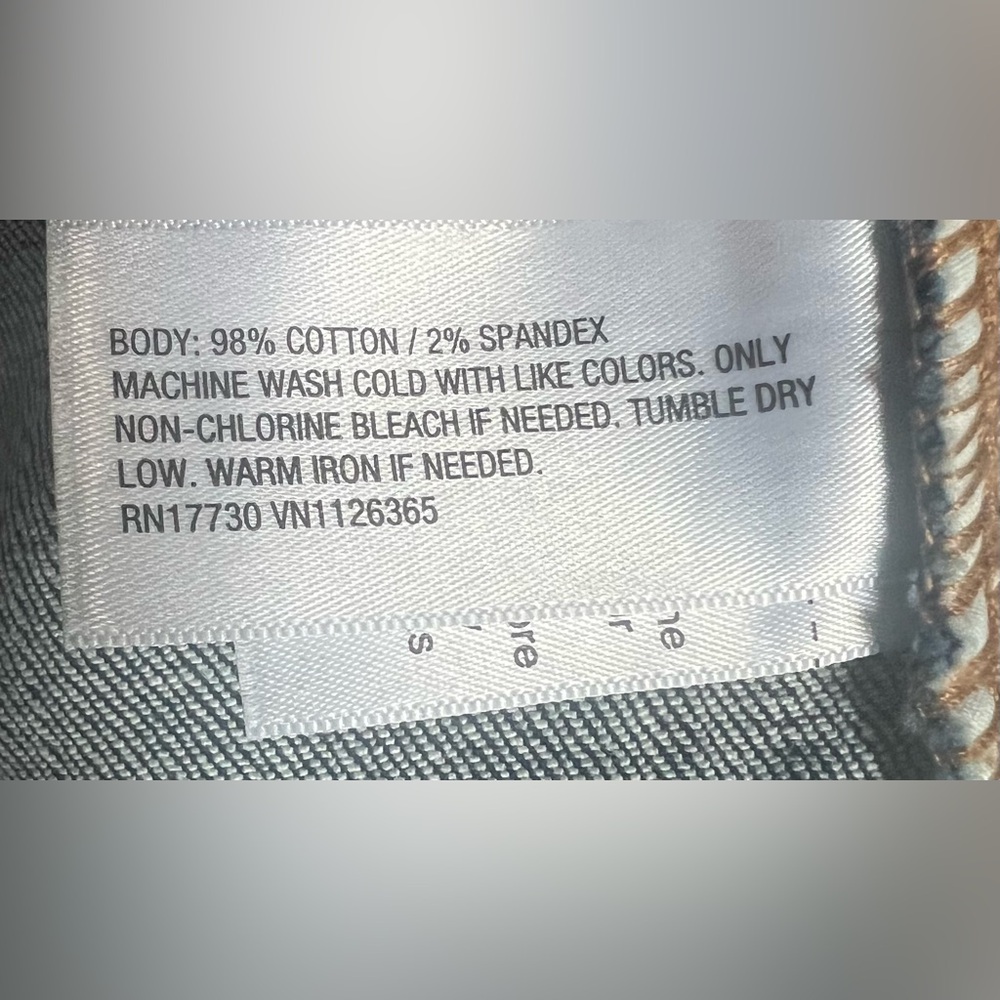 BODY: 98% COTTON / 2% SPANDEX
MACHINE WASH COLD WITH LIKE COLORS. ONLY
NON-CHLORINE BLEACH IF NEEDED. TUMBLE DRY
LOW. WARM IRON IF NEEDED.
RN17730 VN1126365